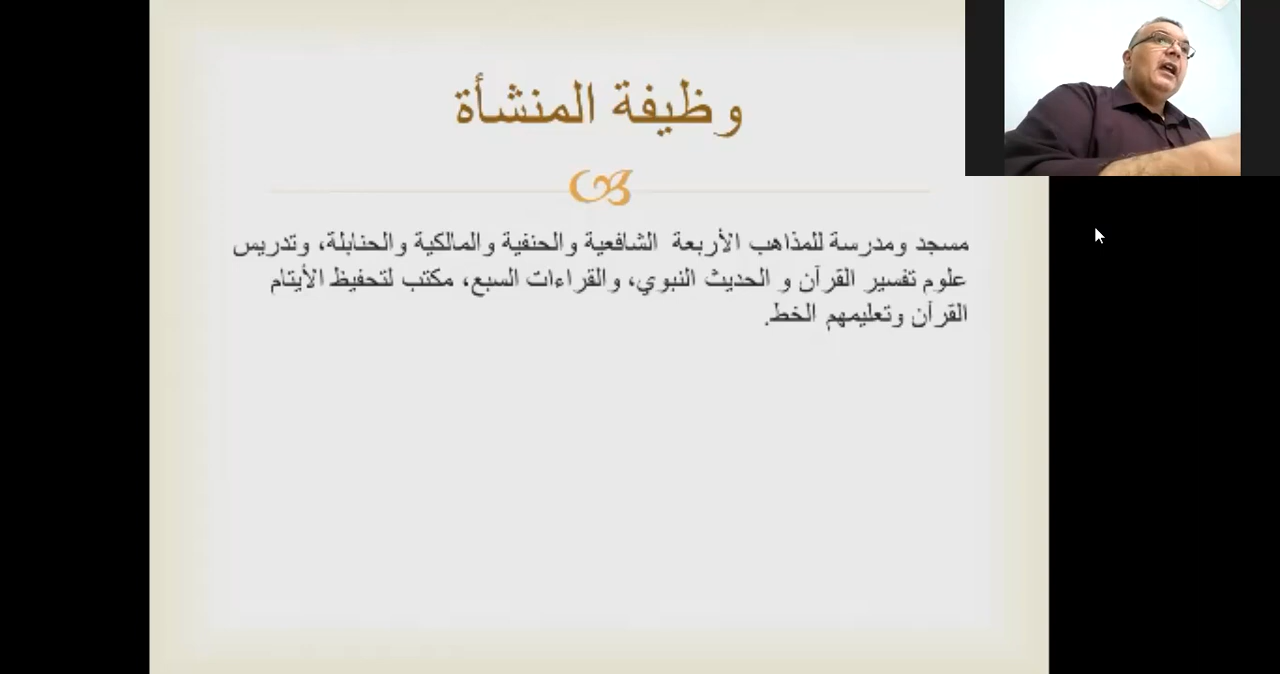 وظيفة المنشأة
مسجد ومدرسة للمذاهب الأربعة الشافعية والحنفية والمالكية والحنابلة، وتدريس
علوم تفسير القرآن و الحديث النبوي، والقراءات السبع، مكتب لتحفيظ الأيتام
القرآن وتعليمهم الخط.